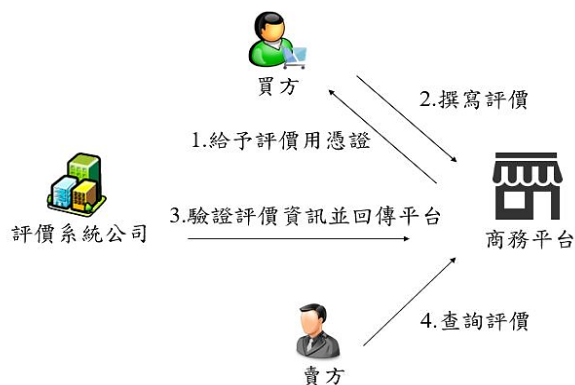 買方
2.撰寫評價
1.給予評價用憑證
3.驗證評價資訊並回傳平台
評價系統公司
商務平台
4.查詢評價
賣方